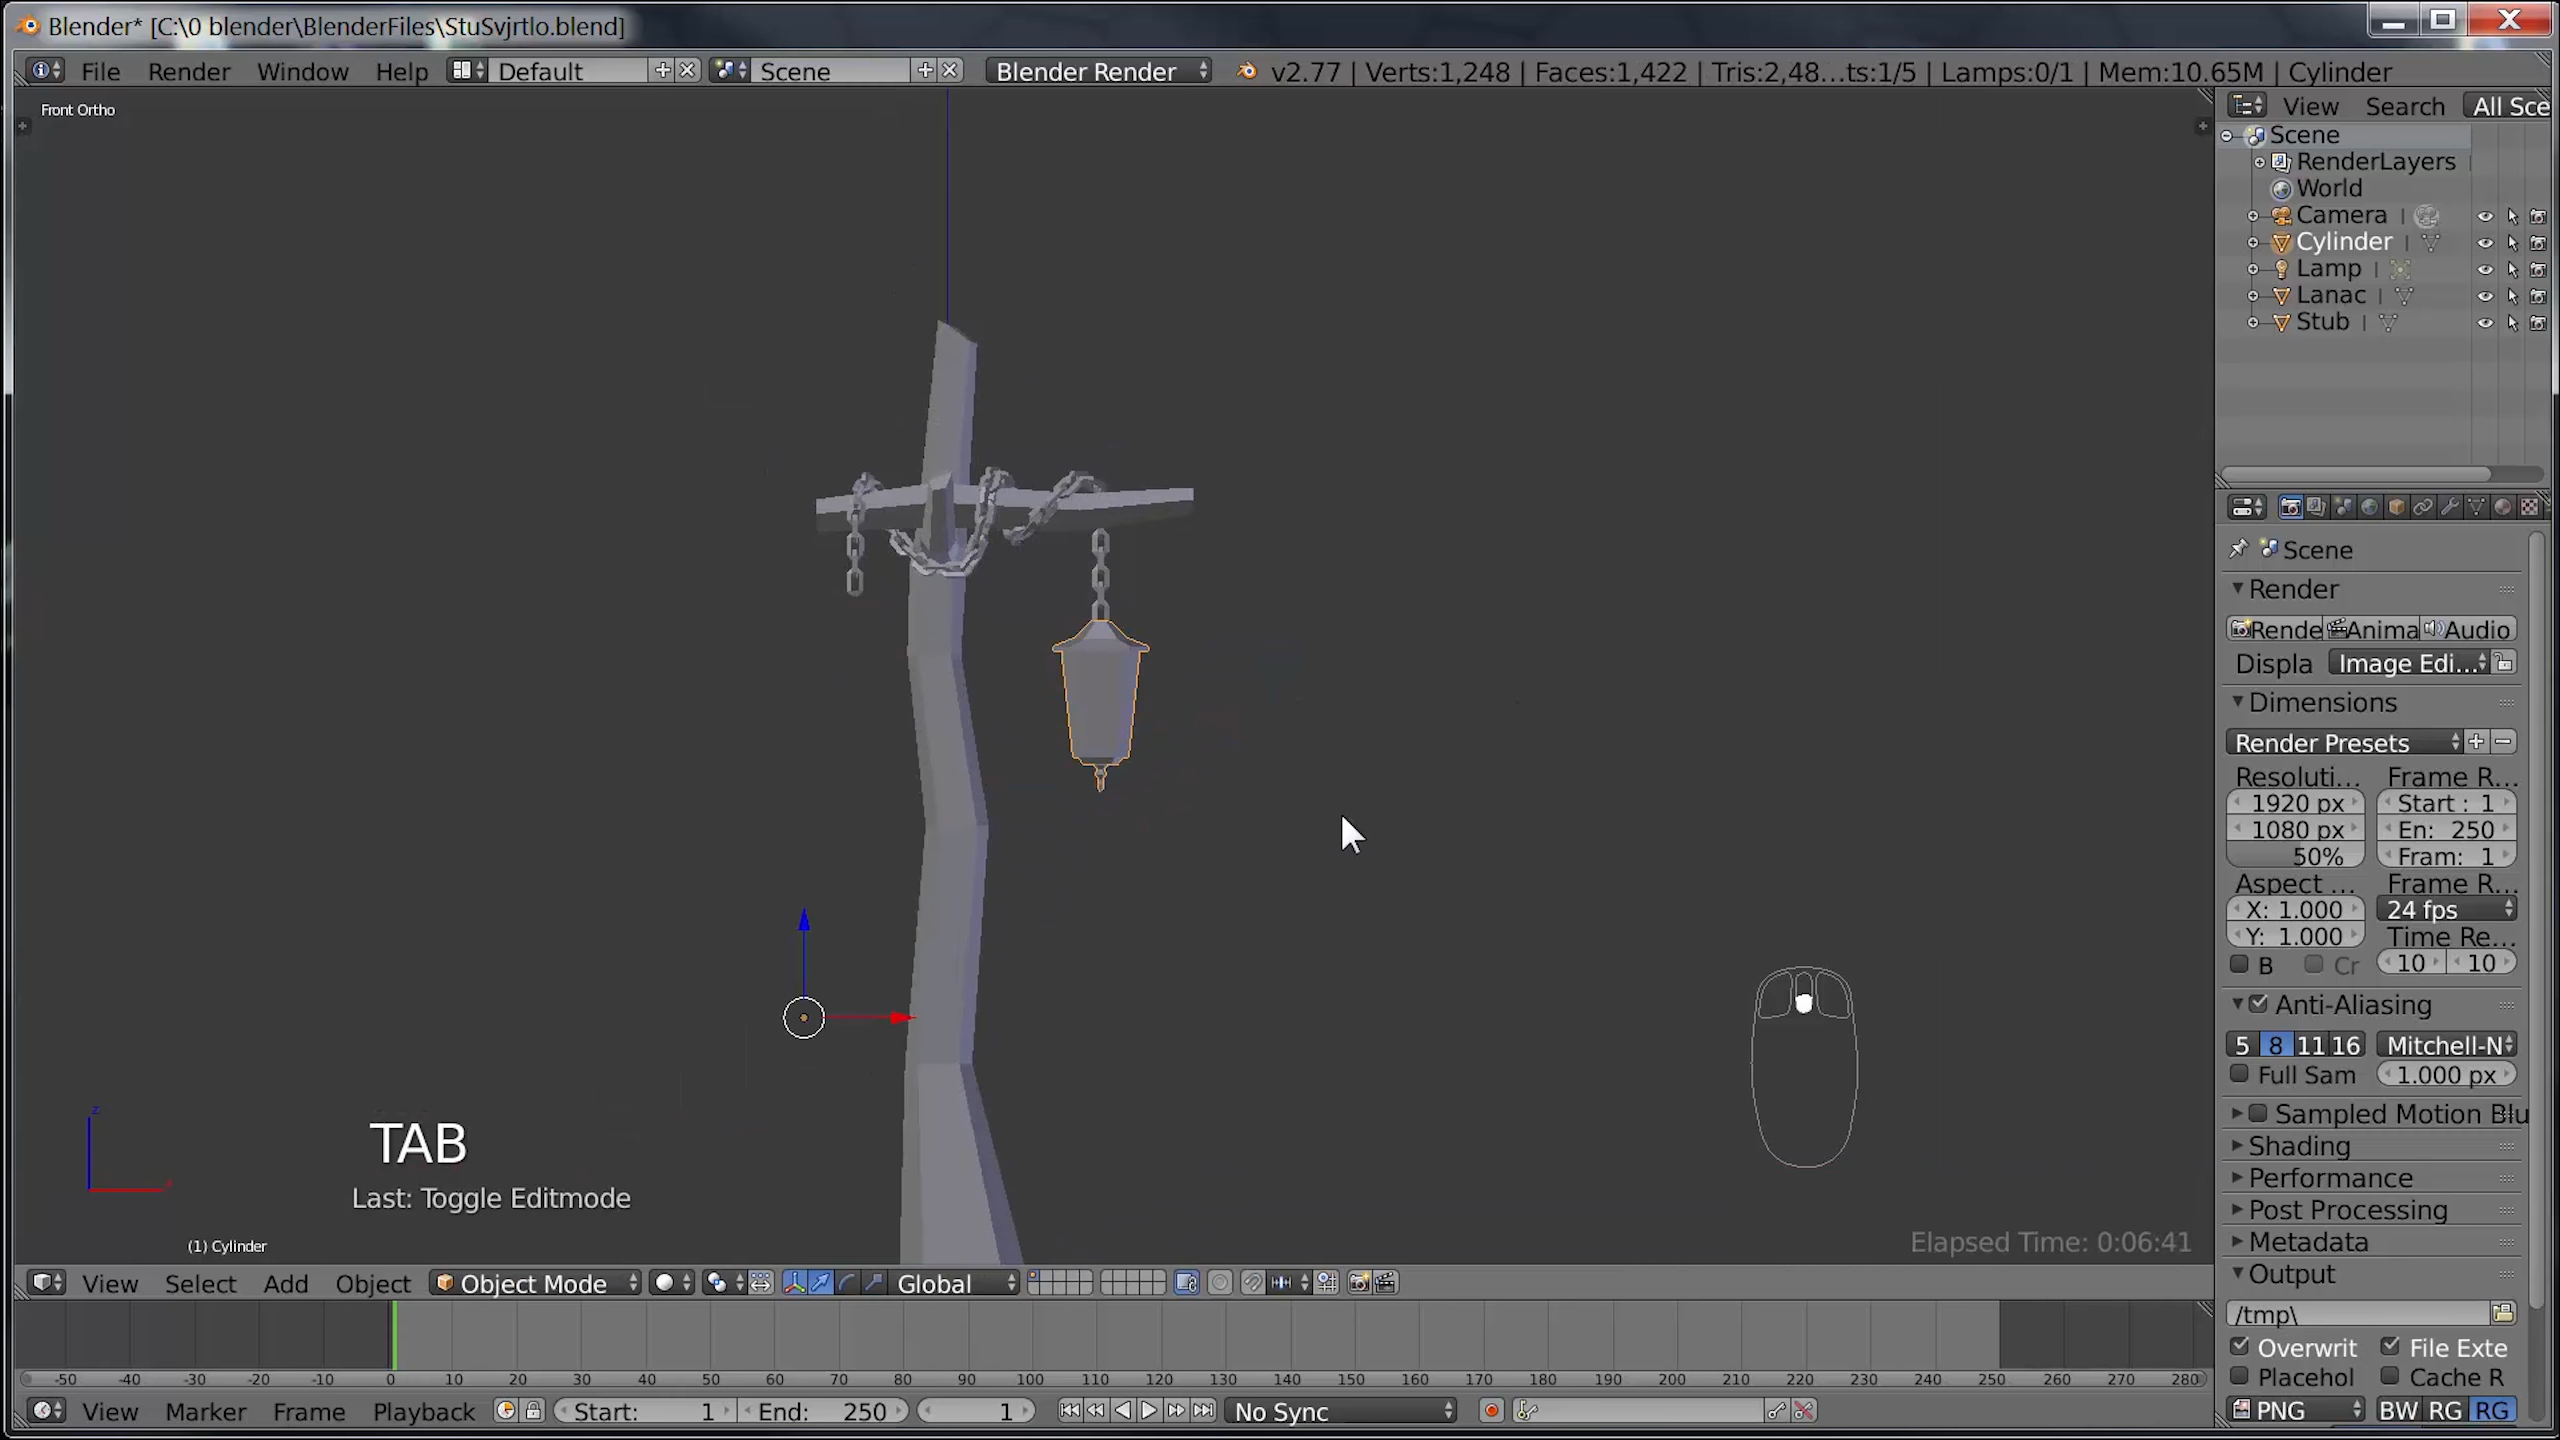 Blender* [C:\0 blender\BlenderFiles\StuSvjrtlo.blend]
File Render Window Help Default Scene Blender Render v2.77 | Verts:1,248 | Faces:1,422 | Tris:2,48...ts:1/5 | Lamps:0/1 | Mem:10.65M | Cylinder
Front Ortho
View Search All Sce
Scene
RenderLayers
World
Camera
Cylinder
Lamp
Lanac
Stub
Scene
Render
Rende Anima Audio
Displa Image Edi...
Dimensions
Render Presets
Resoluti... Frame R...
1920 px Start : 1
1080 px En: 250
50% Fram: 1
Aspect ... Frame R...
X: 1.000 24 fps
Y: 1.000 Time Re...
B Cr 10 10
Anti-Aliasing
5 8 11 16 Mitchell-N
Full Sam 1.000 px
Sampled Motion Blu
Shading
Performance
Post Processing
Metadata
Output
/tmp\
Overwrit File Exte
Placehol Cache R
PNG BW RG RG
z
x
TAB
Last: Toggle Editmode
(1) Cylinder
Elapsed Time: 0:06:41
View Select Add Object Object Mode Global
-50 -40 -30 -20 -10 0 10 20 30 40 50 60 70 80 90 100 110 120 130 140 150 160 170 180 190 200 210 220 230 240 250 260 270 280
View Marker Frame Playback Start: 1 End: 250 1 No Sync